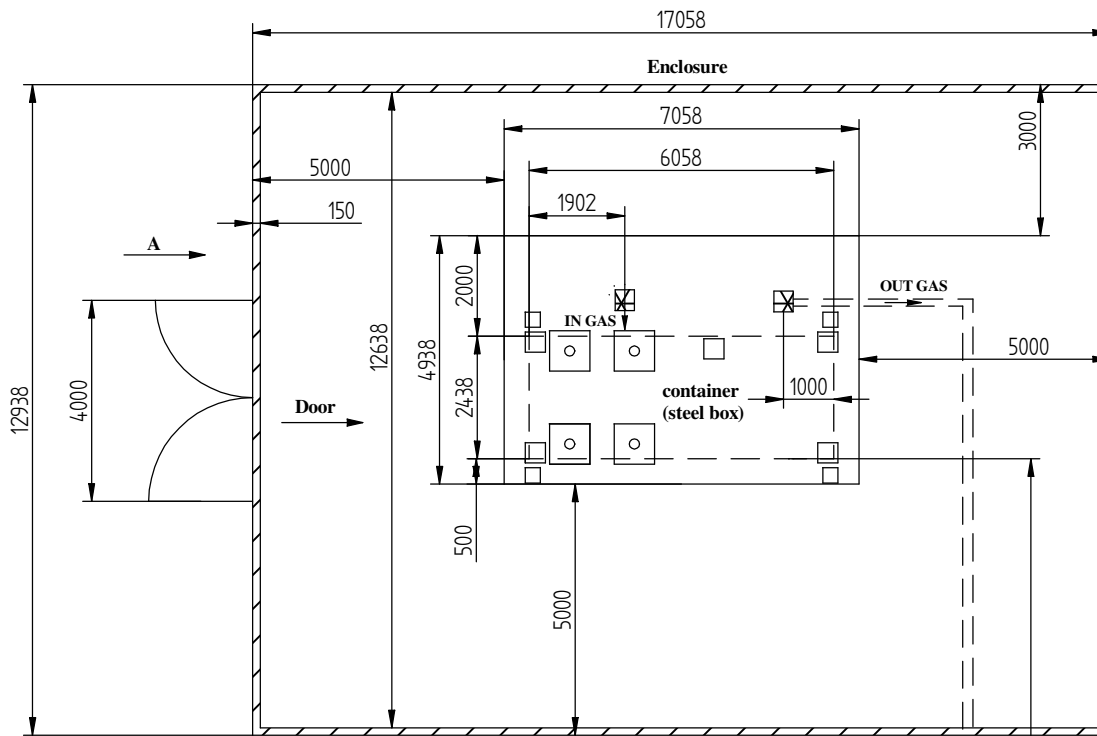 17058
Enclosure
7058
3000
6058
5000
1902
150
A
2000
OUT GAS
IN GAS
12638
4938
5000
12938
4000
2438
container
(steel box)
1000
Door
500
5000